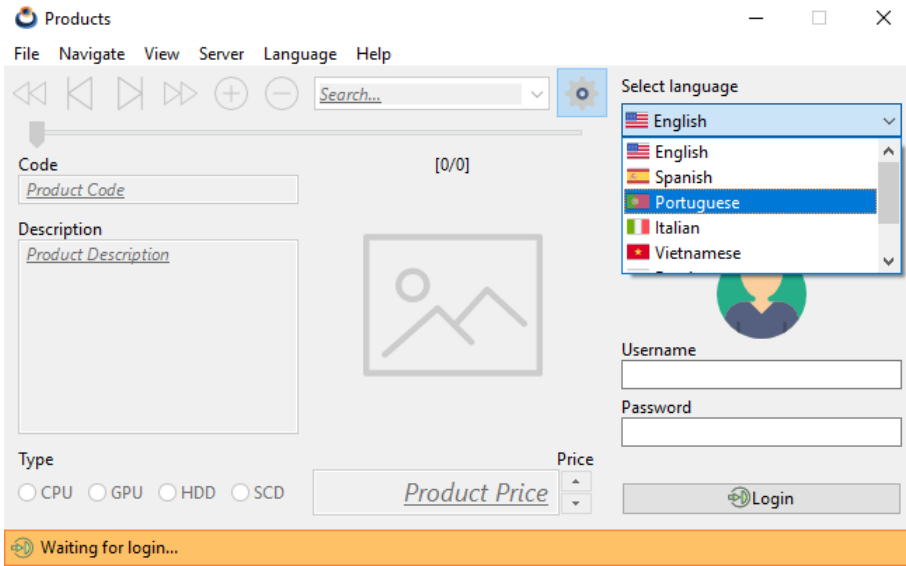 Products
File Navigate View Server Language Help
Search...
Select language
English
English
Spanish
Portuguese
Italian
Vietnamese
Code
[0/0]
Product Code
Description
Product Description
Username
Password
Type
Price
CPU GPU HDD SCD
Product Price
Login
Waiting for login...